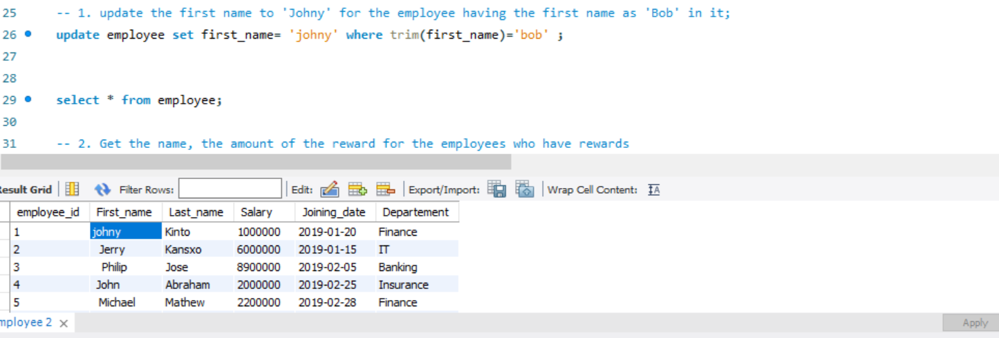 25 -- 1. update the first name to 'Johny' for the employee having the first name as 'Bob' in it;
26 update employee set first_name= 'johny' where trim(first_name)='bob' ;
27
28
29 select * from employee;
30
31 -- 2. Get the name, the amount of the reward for the employees who have rewards
Result Grid Filter Rows: Edit: Export/Import: Wrap Cell Content: IA
employee_id First_name Last_name Salary Joining_date Departement
1 johny Kinto 1000000 2019-01-20 Finance
2 Jerry Kansxo 6000000 2019-01-15 IT
3 Philip Jose 8900000 2019-02-05 Banking
4 John Abraham 2000000 2019-02-25 Insurance
5 Michael Mathew 2200000 2019-02-28 Finance
mployee 2 × Apply